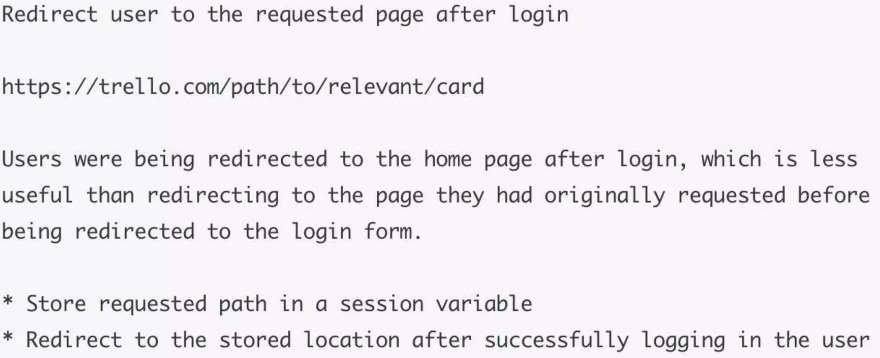 Redirect user to the requested page after login
https://trello.com/path/to/relevant/card
Users were being redirected to the home page after login, which is less
useful than redirecting to the page they had originally requested before
being redirected to the login form.
* Store requested path in a session variable
* Redirect to the stored location after successfully logging in the user